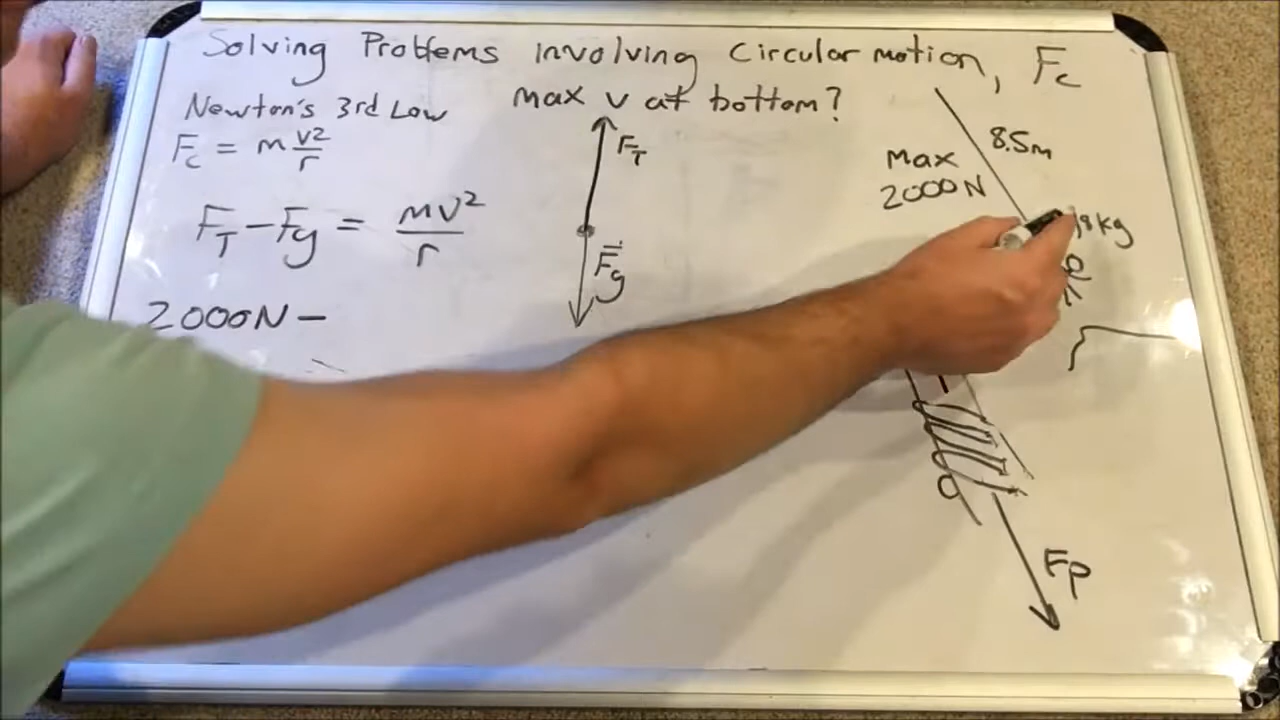 Solving Problems involving Circular motion, Fc
Newton's 3rd Law
max v at bottom?
Fc = m v2/r
FT
FT - Fg = mv²/r
Fg
2000N -
8.5m
Max
2000N
kg
Fp